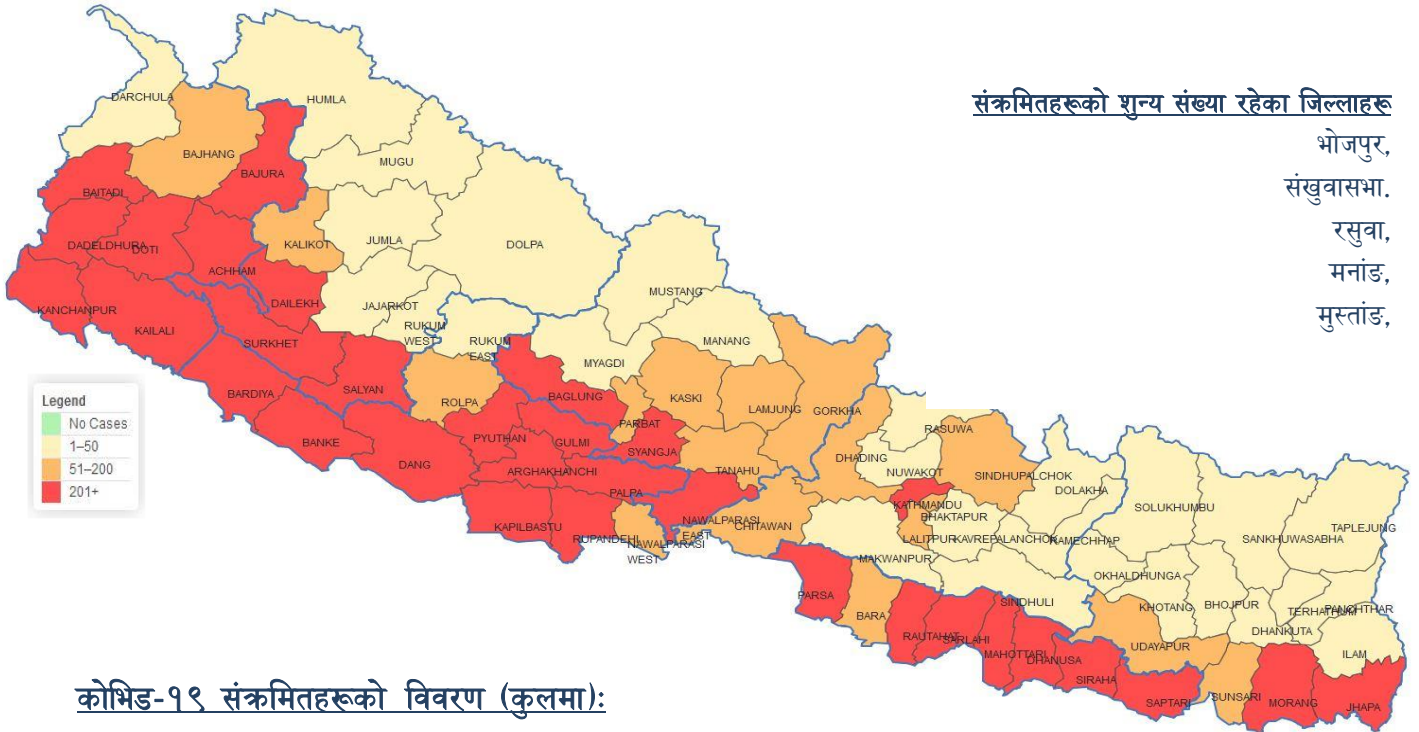 संक्रमितहरूको शुन्य संख्या रहेका जिल्लाहरू
भोजपुर,
संखुवासभा.
रसुवा,
मनांङ,
मुस्तांङ,
DARCHULA
HUMLA
BAJHANG
MUGU
BAJURA
BAITADI
JUMLA
DOLPA
KALIKOT
DADELDHURA
DOTI
ACHHAM
MUSTANG
DAILEKH
JAJARKOT
KANCHANPUR
KAILALI
RUKUM
WEST
RUKUM
EAST
MANANG
SURKHET
MYAGDI
SALYAN
BARDIYA
ROLPA
BAGLUNG
KASKI
LAMJUNG
GORKHA
PARBAT
RASUWA
BANKE
PYUTHAN
GULMI
SYANGJA
DHADING
DANG
ARGHAKHANCHI
TANAHU
NUWAKOT
SINDHUPALCHOK
DOLAKHA
PALPA
KATHMANDU
SOLUKHUMBU
BHAKTAPUR
NAWALPARASI
EAST
CHITAWAN
KAPILBASTU
RUPANDEHI
NAWALPARASI
WEST
LALITPUR
KAVREPALANCHOK
RAMECHHAP
SANKHUWASABHA
TAPLEJUNG
MAKWANPUR
OKHALDHUNGA
PARSA
SINDHULI
KHOTANG
BHOJPUR
TERHATHUM
PANCHTHAR
BARA
DHANKUTA
RAUTAHAT
SARLAHI
UDAYAPUR
ILAM
MAHOTTARI
DHANUSA
SIRAHA
SAPTARI
SUNSARI
MORANG
JHAPA
Legend
No Cases
1–50
51–200
201+
कोभिड-१९ संक्रमितहरूको विवरण (कुलमा):